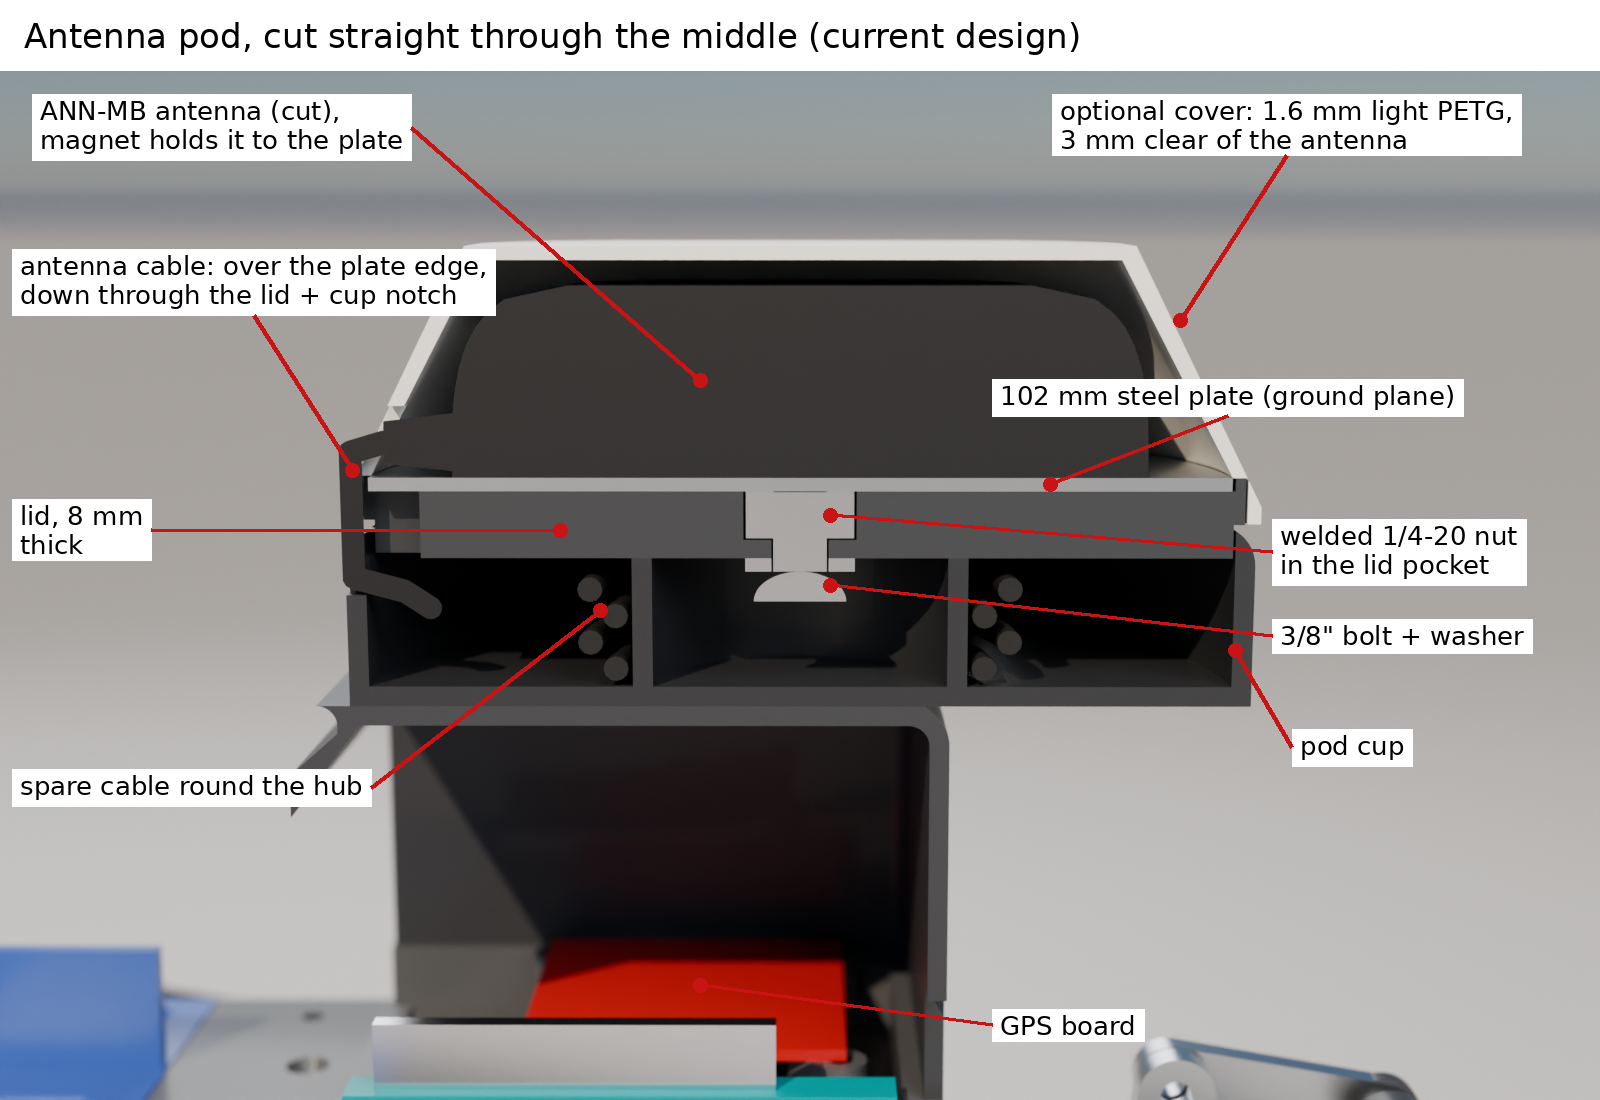 Antenna pod, cut straight through the middle (current design)
ANN-MB antenna (cut),
magnet holds it to the plate
optional cover: 1.6 mm light PETG,
3 mm clear of the antenna
antenna cable: over the plate edge,
down through the lid + cup notch
102 mm steel plate (ground plane)
lid, 8 mm
thick
welded 1/4-20 nut
in the lid pocket
3/8" bolt + washer
pod cup
spare cable round the hub
GPS board